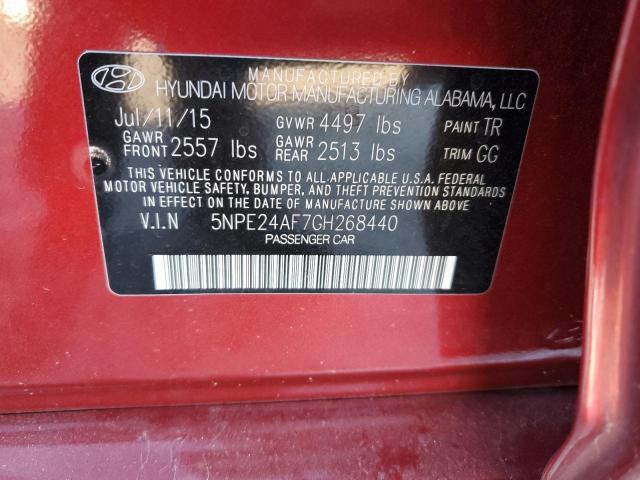 MANUFACTURED BY
HYUNDAI MOTOR MANUFACTURING ALABAMA, LLC
Jul/11/15 GVWR 4497 lbs PAINT TR
GAWR FRONT 2557 lbs GAWR REAR 2513 lbs TRIM GG
THIS VEHICLE CONFORMS TO ALL APPLICABLE U.S.A. FEDERAL
MOTOR VEHICLE SAFETY, BUMPER, AND THEFT PREVENTION STANDARDS
IN EFFECT ON THE DATE OF MANUFACTURE SHOWN ABOVE.
V.I.N 5NPE24AF7GH268440
PASSENGER CAR